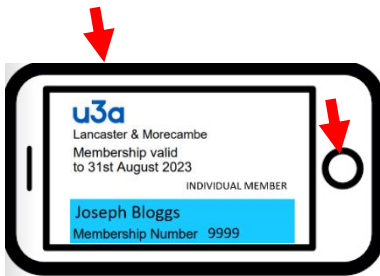 u3a
Lancaster & Morecambe
Membership valid
to 31st August 2023
INDIVIDUAL MEMBER
Joseph Bloggs
Membership Number 9999